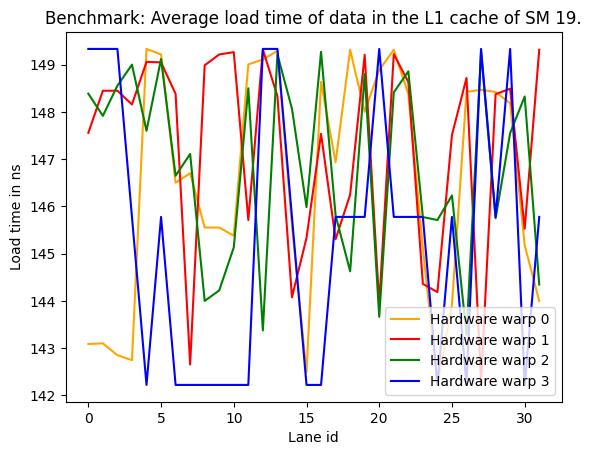 Benchmark: Average load time of data in the L1 cache of SM 19.
Load time in ns
149
148
147
146
145
144
143
142
0 5 10 15 20 25 30
Lane id
Hardware warp 0
Hardware warp 1
Hardware warp 2
Hardware warp 3